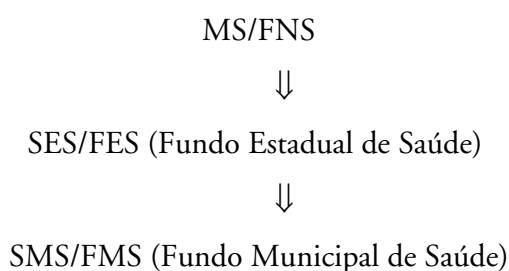 MS/FNS
⇓
SES/FES (Fundo Estadual de Saúde)
⇓
SMS/FMS (Fundo Municipal de Saúde)